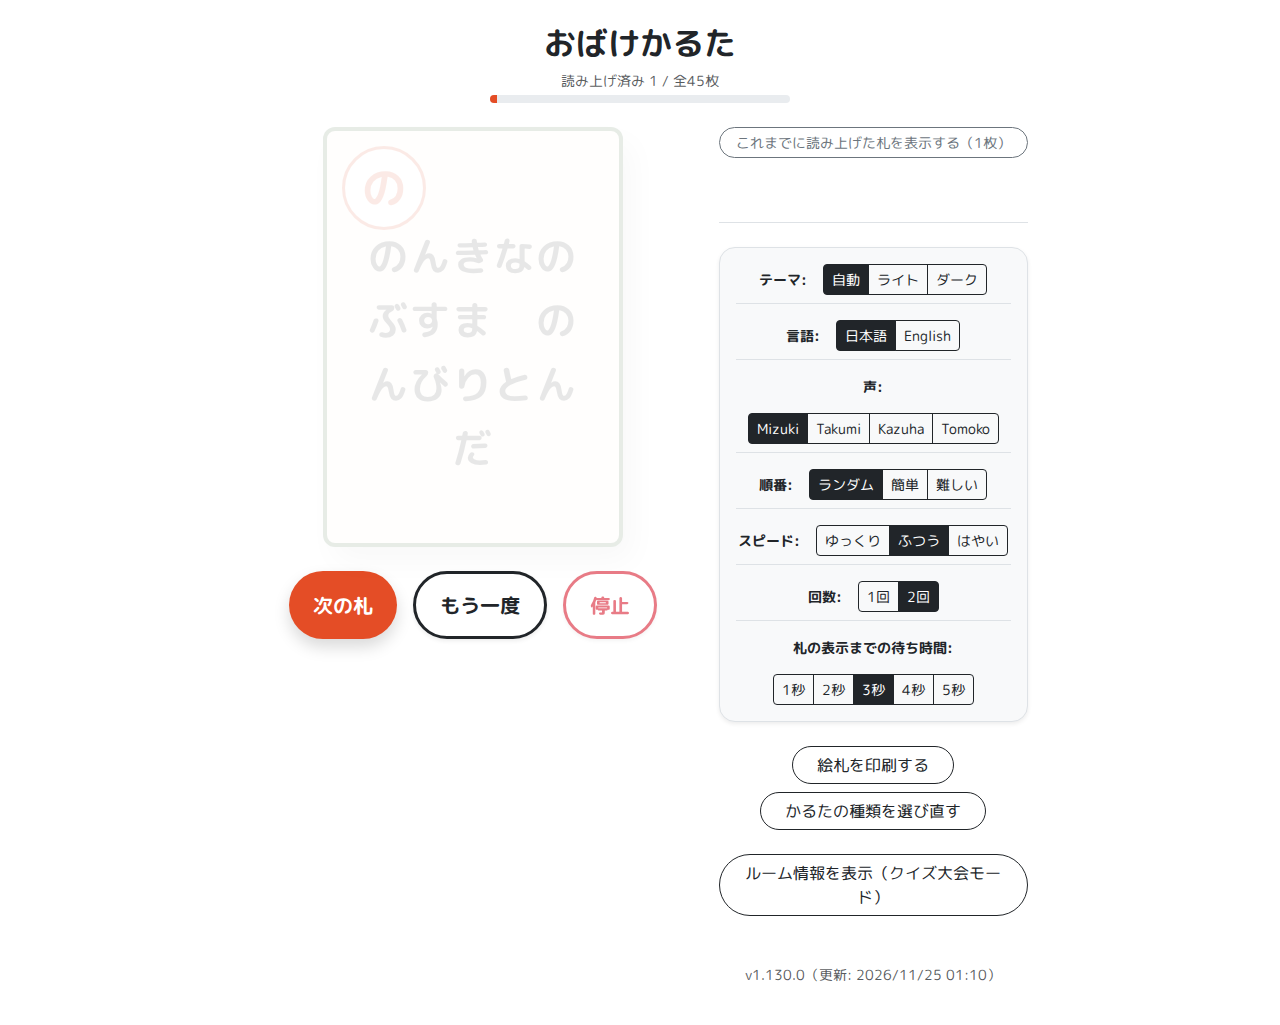 おばけかるた
読み上げ済み 1 / 全45枚
の
のんきなの
ぶすま　の
んびりとん
だ
次の札
もう一度
停止
これまでに読み上げた札を表示する（1枚）
テーマ: 自動 ライト ダーク
言語: 日本語 English
声:
Mizuki Takumi Kazuha Tomoko
順番: ランダム 簡単 難しい
スピード: ゆっくり ふつう はやい
回数: 1回 2回
札の表示までの待ち時間:
1秒 2秒 3秒 4秒 5秒
絵札を印刷する
かるたの種類を選び直す
ルーム情報を表示（クイズ大会モー
ド）
v1.130.0（更新: 2026/11/25 01:10）